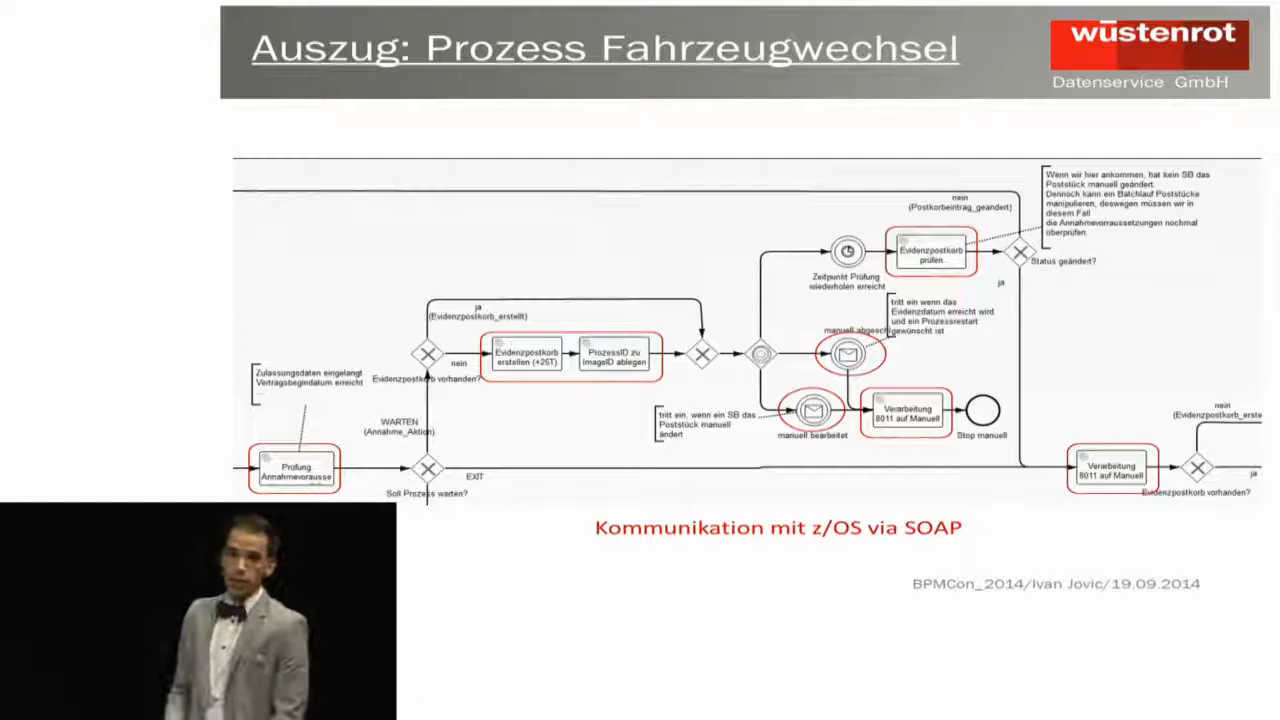 Auszug: Prozess Fahrzeugwechsel
wüstenrot
Datenservice GmbH
Wenn wir hier ankommen, hat kein SB das
Poststück manuell geändert.
Dennoch kann ein Batchlauf Poststücke
manipulieren, deswegen müssen wir in
diesem Fall
die Annahmevorraussetzungen nochmal
überprüfen.
nein
(Postkorbeintrag_geändert)
Evidenzpostkorb
prüfen
Status geändert?
Zeitpunkt Prüfung
wiederholen erreicht
ja
tritt ein wenn das
Evidenzdatum erreicht wird
und ein Prozessrestart
gewünscht ist
manuell abgeschl
ja
(Evidenzpostkorb_erstellt)
nein
Evidenzpostkorb
erstellen (+25T)
ProzessID zu
ImageID ablegen
Evidenzpostkorb vorhanden?
Zulassungsdaten eingelangt
Vertragsbegindatum erreicht
...
WARTEN
(Annahme_Aktion)
tritt ein, wenn ein SB das
Poststück manuell
ändert
manuell bearbeitet
Verarbeitung
8011 auf Manuell
Stop manuell
nein
(Evidenzpostkorb_erste
Prüfung
Annahmevorausse
EXIT
Soll Prozess warten?
Verarbeitung
8011 auf Manuell
ja
Evidenzpostkorb vorhanden?
Kommunikation mit z/OS via SOAP
BPMCon_2014/Ivan Jovic/19.09.2014